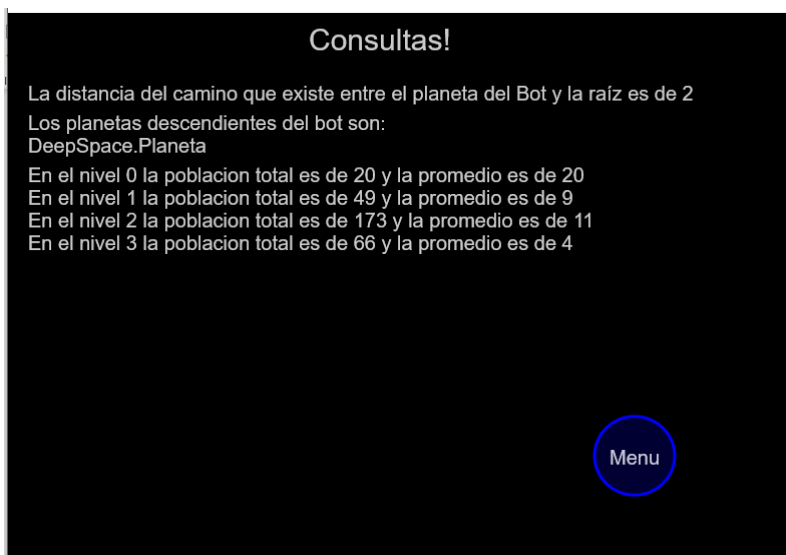 Consultas!
La distancia del camino que existe entre el planeta del Bot y la raíz es de 2
Los planetas descendientes del bot son:
DeepSpace.Planeta
En el nivel 0 la poblacion total es de 20 y la promedio es de 20
En el nivel 1 la poblacion total es de 49 y la promedio es de 9
En el nivel 2 la poblacion total es de 173 y la promedio es de 11
En el nivel 3 la poblacion total es de 66 y la promedio es de 4
Menu